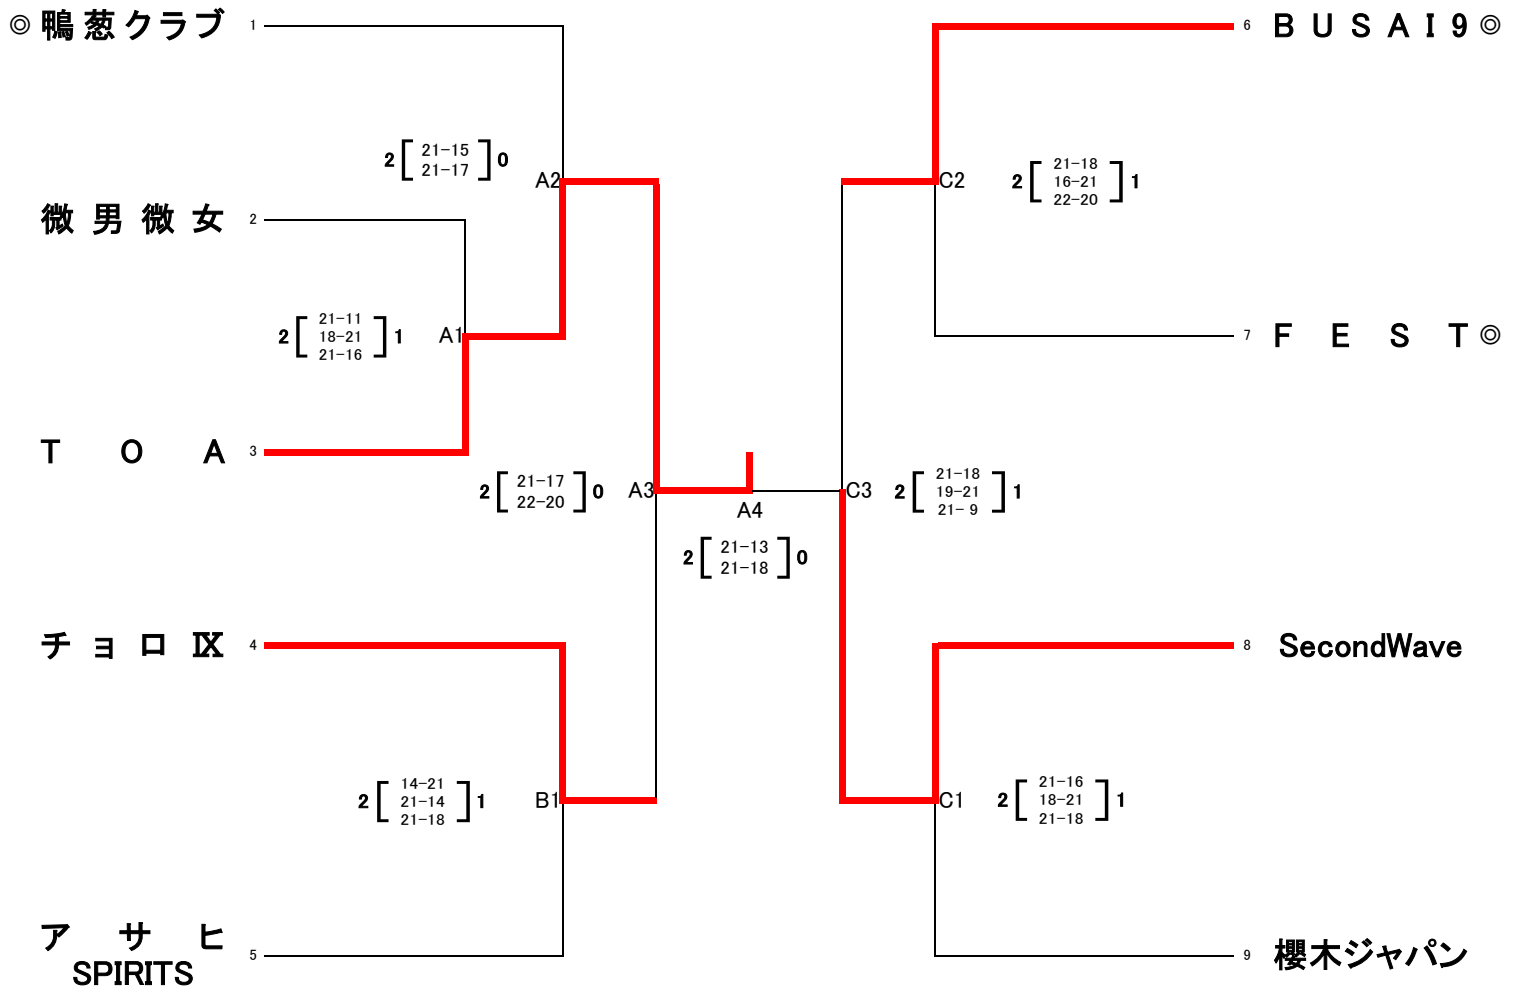 ◎ 鴨葱クラブ 1
6 BUSAI9 ◎
2 [ 21-15 ] 0
21-17
A2
C2
2 [ 21-18 ] 1
16-21
22-20
微男微女 2
2 [ 21-11 ] 1
18-21
21-16
A1
7 FEST ◎
TOA 3
2 [ 21-17 ] 0
22-20
A3
A4
C3
2 [ 21-18 ] 1
19-21
21- 9
2 [ 21-13 ] 0
21-18
チョロⅨ 4
8 SecondWave
2 [ 14-21 ] 1
21-14
21-18
B1
C1
2 [ 21-16 ] 1
18-21
21-18
アサヒ
SPIRITS
5
9 櫻木ジャパン